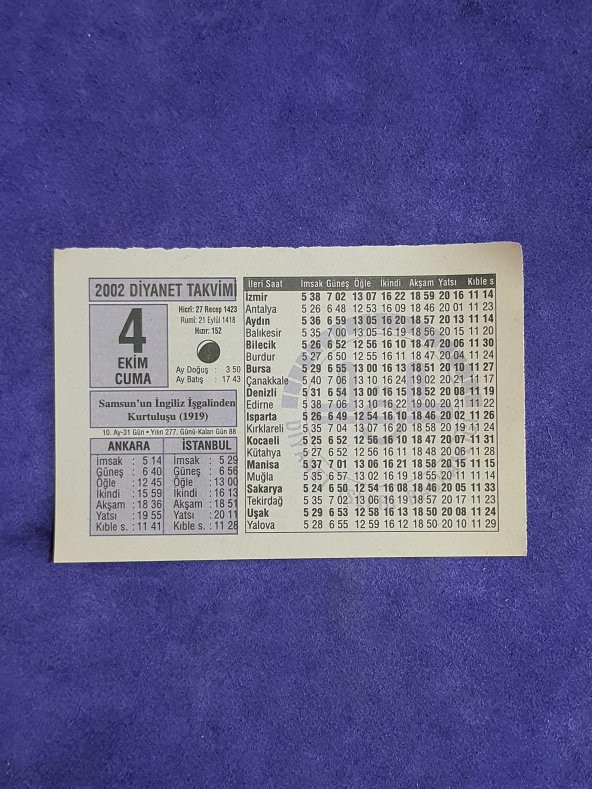 2002 DİYANET TAKVİMİ
4
EKİM
CUMA
Hicrî: 27 Recep 1423
Rumî: 21 Eylül 1418
Hızır: 152
Ay Doğuş : 3 50
Ay Batış : 17 43
Samsun'un İngiliz İşgalinden
Kurtuluşu (1919)
10. Ay-31 Gün • Yılın 277. Günü-Kalan Gün 88
ANKARA
İmsak : 5 14
Güneş : 6 40
Öğle : 12 45
İkindi : 15 59
Akşam : 18 36
Yatsı : 19 55
Kıble s. : 11 41
İSTANBUL
İmsak : 5 29
Güneş : 6 56
Öğle : 13 00
İkindi : 16 13
Akşam : 18 51
Yatsı : 20 11
Kıble s. : 11 28
İleri Saat İmsak Güneş Öğle İkindi Akşam Yatsı Kıble s
İzmir 5 38 7 02 13 07 16 22 18 59 20 16 11 14
Antalya 5 26 6 48 12 53 16 09 18 46 20 01 11 23
Aydın 5 36 6 59 13 05 16 20 18 57 20 13 11 14
Balıkesir 5 35 7 00 13 05 16 19 18 56 20 15 11 20
Bilecik 5 26 6 52 12 56 16 10 18 47 20 06 11 30
Burdur 5 27 6 50 12 55 16 11 18 47 20 04 11 24
Bursa 5 29 6 55 13 00 16 13 18 51 20 10 11 27
Çanakkale 5 40 7 06 13 10 16 24 19 02 20 21 11 17
Denizli 5 31 6 54 13 00 16 15 18 52 20 08 11 19
Edirne 5 38 7 06 13 10 16 22 19 00 20 21 11 22
Isparta 5 26 6 49 12 54 16 10 18 46 20 02 11 26
Kırklareli 5 35 7 04 13 07 16 20 18 58 20 19 11 24
Kocaeli 5 25 6 52 12 56 16 10 18 47 20 07 11 31
Kütahya 5 27 6 52 12 57 16 11 18 48 20 06 11 27
Manisa 5 37 7 01 13 06 16 21 18 58 20 15 11 15
Muğla 5 35 6 57 13 02 16 19 18 55 20 11 11 15
Sakarya 5 24 6 50 12 54 16 08 18 46 20 05 11 33
Tekirdağ 5 35 7 02 13 06 16 19 18 57 20 17 11 23
Uşak 5 29 6 53 12 58 16 13 18 50 20 08 11 24
Yalova 5 28 6 55 12 59 16 12 18 50 20 10 11 29